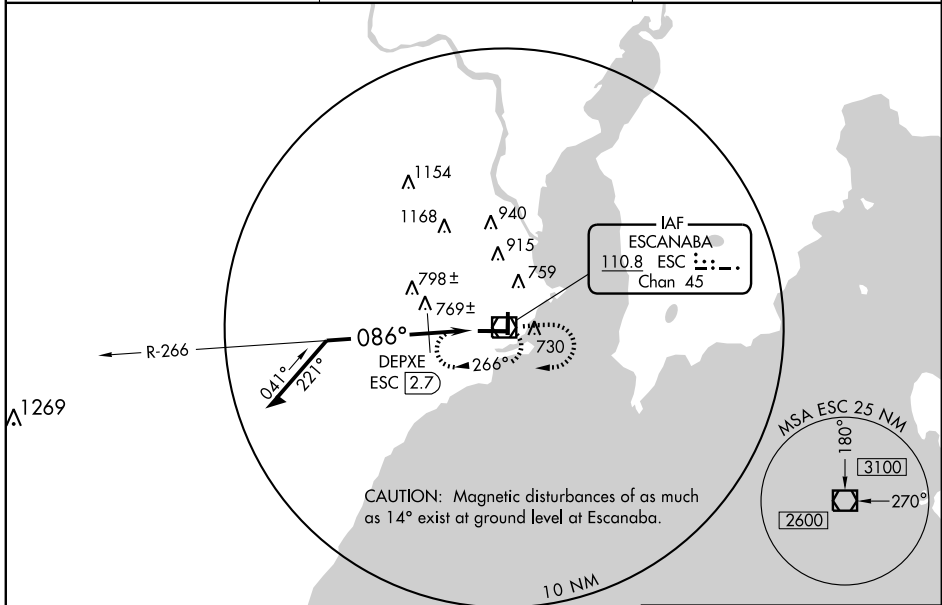 1154
1168
940
915
759
798±
769±
730
IAF
ESCANABA
110.8 ESC
Chan 45
R-266
086°
041°
221°
DEPXE
ESC 2.7
266°
1269
MSA ESC 25 NM
180°
3100
270°
2600
CAUTION: Magnetic disturbances of as much
as 14° exist at ground level at Escanaba.
10 NM